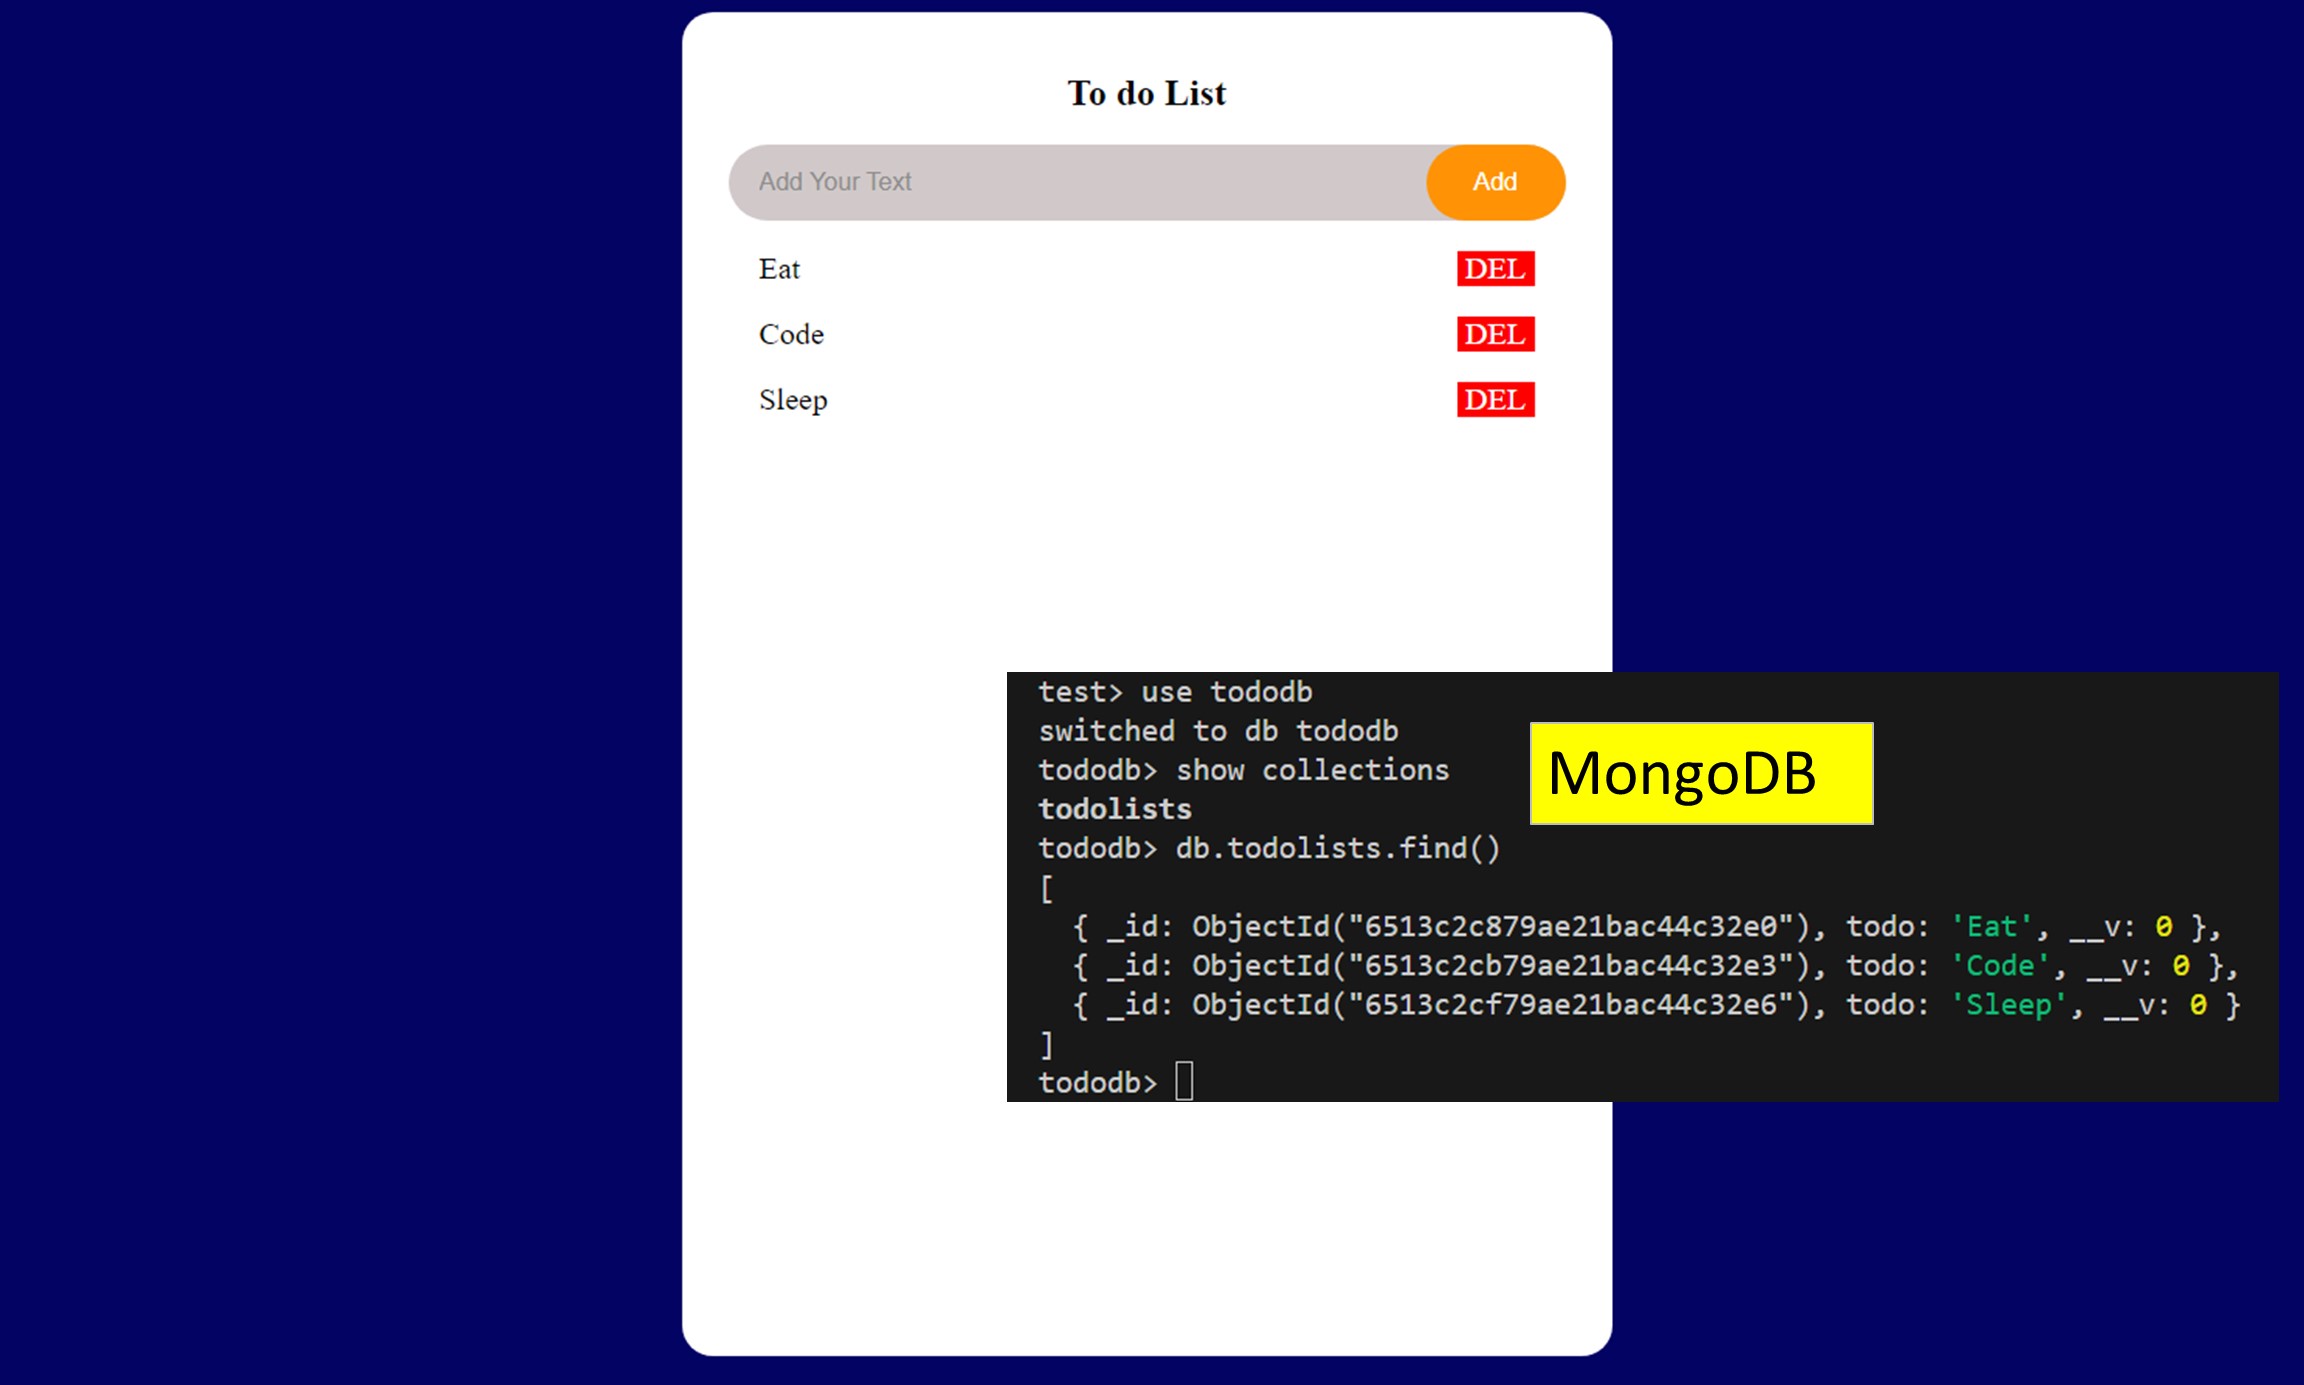 To do List
Add Your Text
Add
Eat
DEL
Code
DEL
Sleep
DEL
test> use tododb
switched to db tododb
tododb> show collections
MongoDB
todolists
tododb> db.todolists.find()
[
{ _id: ObjectId("6513c2c879ae21bac44c32e0"), todo: 'Eat', __v: 0 },
{ _id: ObjectId("6513c2cb79ae21bac44c32e3"), todo: 'Code', __v: 0 },
{ _id: ObjectId("6513c2cf79ae21bac44c32e6"), todo: 'Sleep', __v: 0 }
]
tododb>